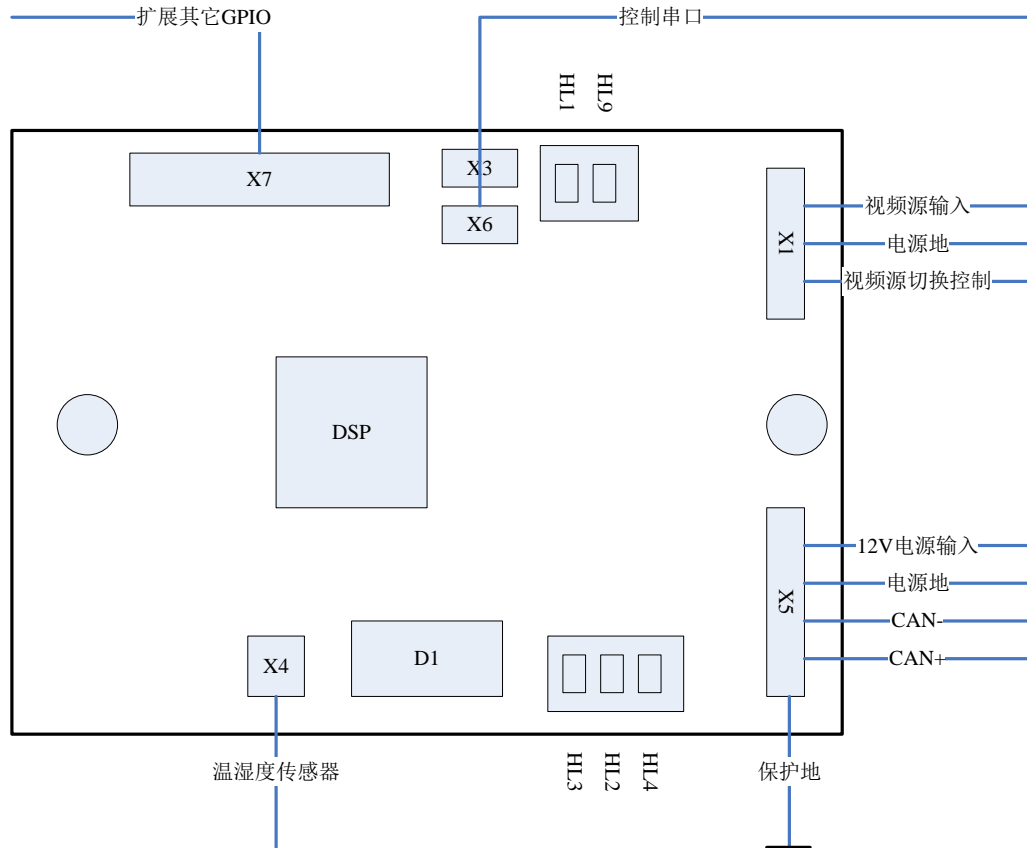 扩展其它GPIO
控制串口
HL1
HL9
X7
X3
X6
X1
视频源输入
电源地
视频源切换控制
DSP
12V电源输入
电源地
CAN-
CAN+
X5
X4
D1
温湿度传感器
HL3
HL2
HL4
保护地